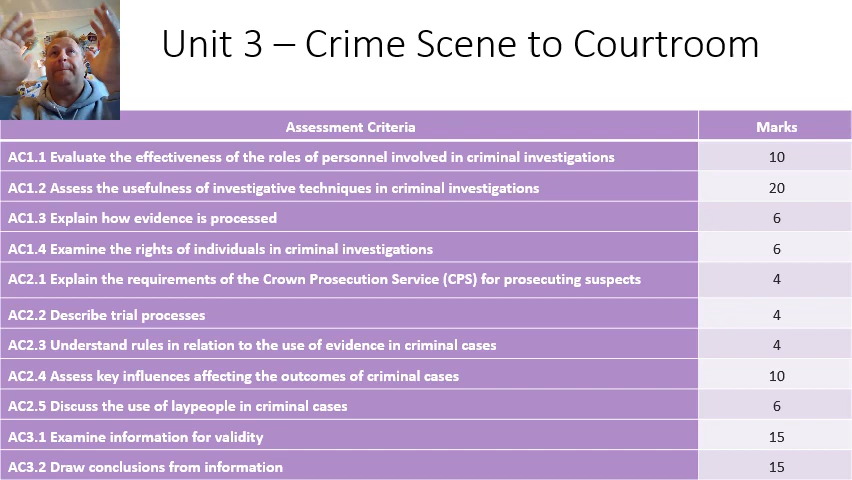 Unit 3 – Crime Scene to Courtroom
Assessment Criteria Marks
AC1.1 Evaluate the effectiveness of the roles of personnel involved in criminal investigations 10
AC1.2 Assess the usefulness of investigative techniques in criminal investigations 20
AC1.3 Explain how evidence is processed 6
AC1.4 Examine the rights of individuals in criminal investigations 6
AC2.1 Explain the requirements of the Crown Prosecution Service (CPS) for prosecuting suspects 4
AC2.2 Describe trial processes 4
AC2.3 Understand rules in relation to the use of evidence in criminal cases 4
AC2.4 Assess key influences affecting the outcomes of criminal cases 10
AC2.5 Discuss the use of laypeople in criminal cases 6
AC3.1 Examine information for validity 15
AC3.2 Draw conclusions from information 15